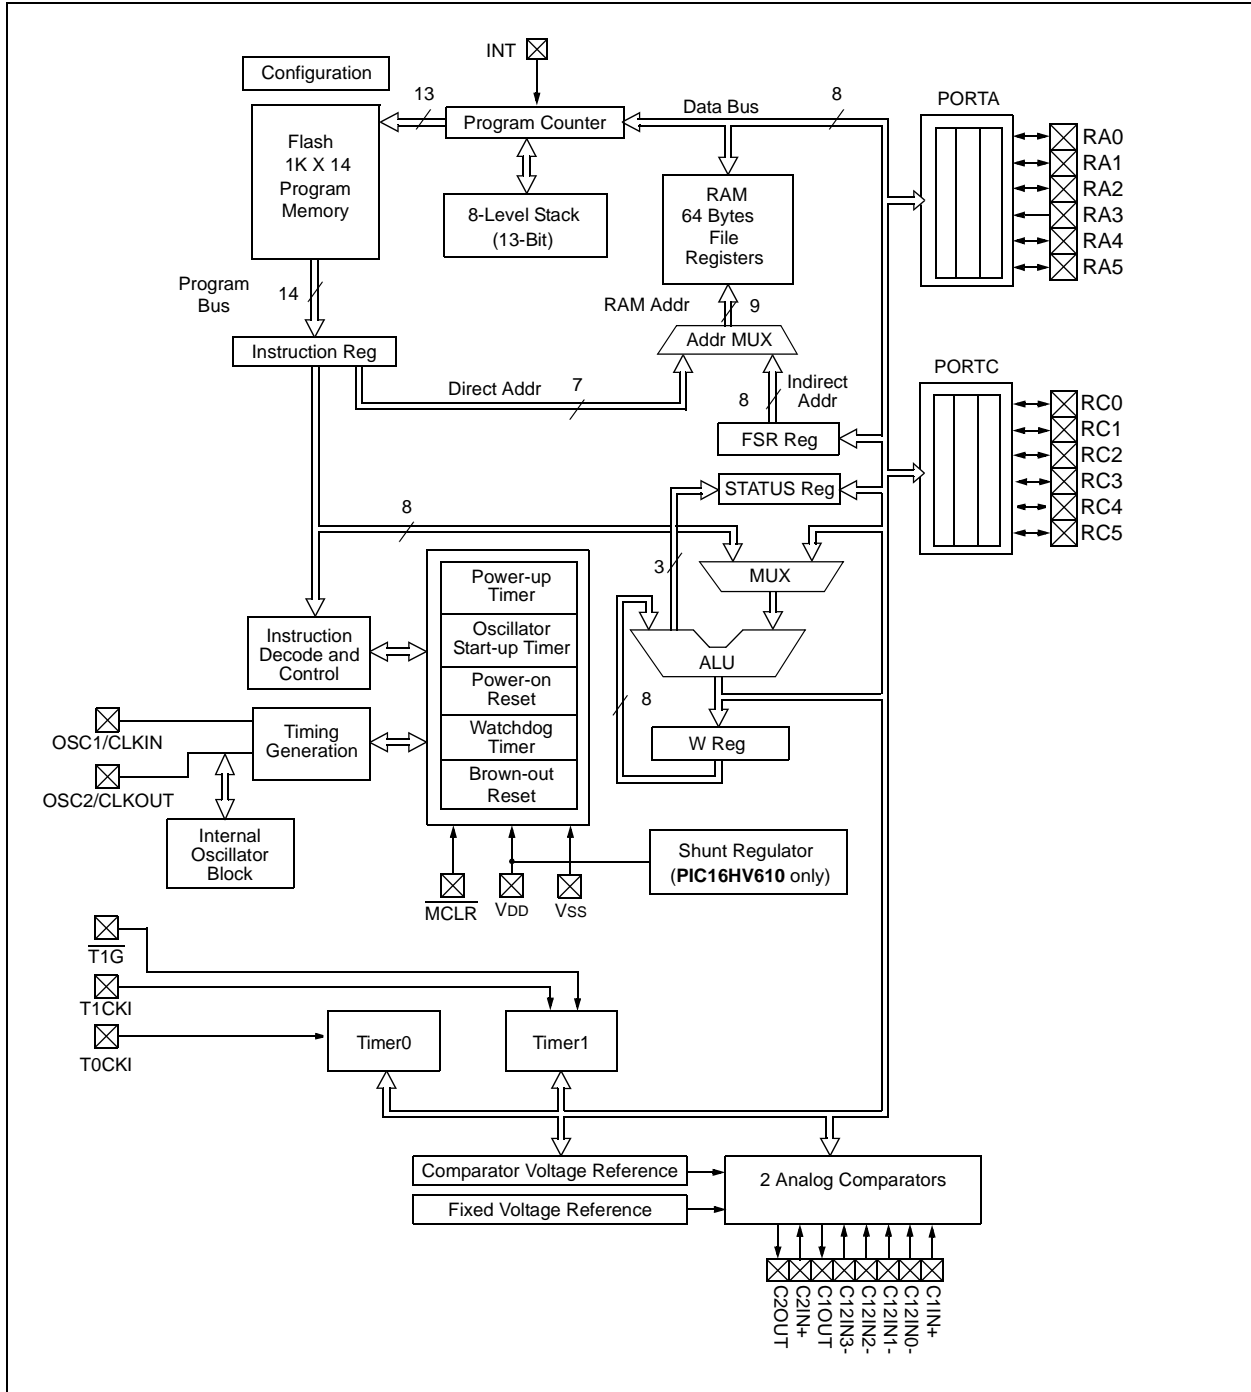 INT
Configuration
13
Data Bus
8
PORTA
Program Counter
Flash
1K X 14
Program
Memory
8-Level Stack
(13-Bit)
RAM
64 Bytes
File
Registers
RA0
RA1
RA2
RA3
RA4
RA5
Program
Bus
14
RAM Addr
9
Addr MUX
Instruction Reg
Direct Addr
7
Indirect
Addr
8
FSR Reg
PORTC
RC0
RC1
RC2
RC3
RC4
RC5
STATUS Reg
8
3
MUX
Power-up
Timer
Oscillator
Start-up Timer
Power-on
Reset
Watchdog
Timer
Brown-out
Reset
Instruction
Decode and
Control
ALU
8
W Reg
OSC1/CLKIN
Timing
Generation
OSC2/CLKOUT
Internal
Oscillator
Block
Shunt Regulator
(PIC16HV610 only)
MCLR
VDD
VSS
T1G
T1CKI
T0CKI
Timer0
Timer1
Comparator Voltage Reference
Fixed Voltage Reference
2 Analog Comparators
C2OUT
C2IN+
C1OUT
C12IN3-
C12IN2-
C12IN1-
C12IN0-
C1IN+